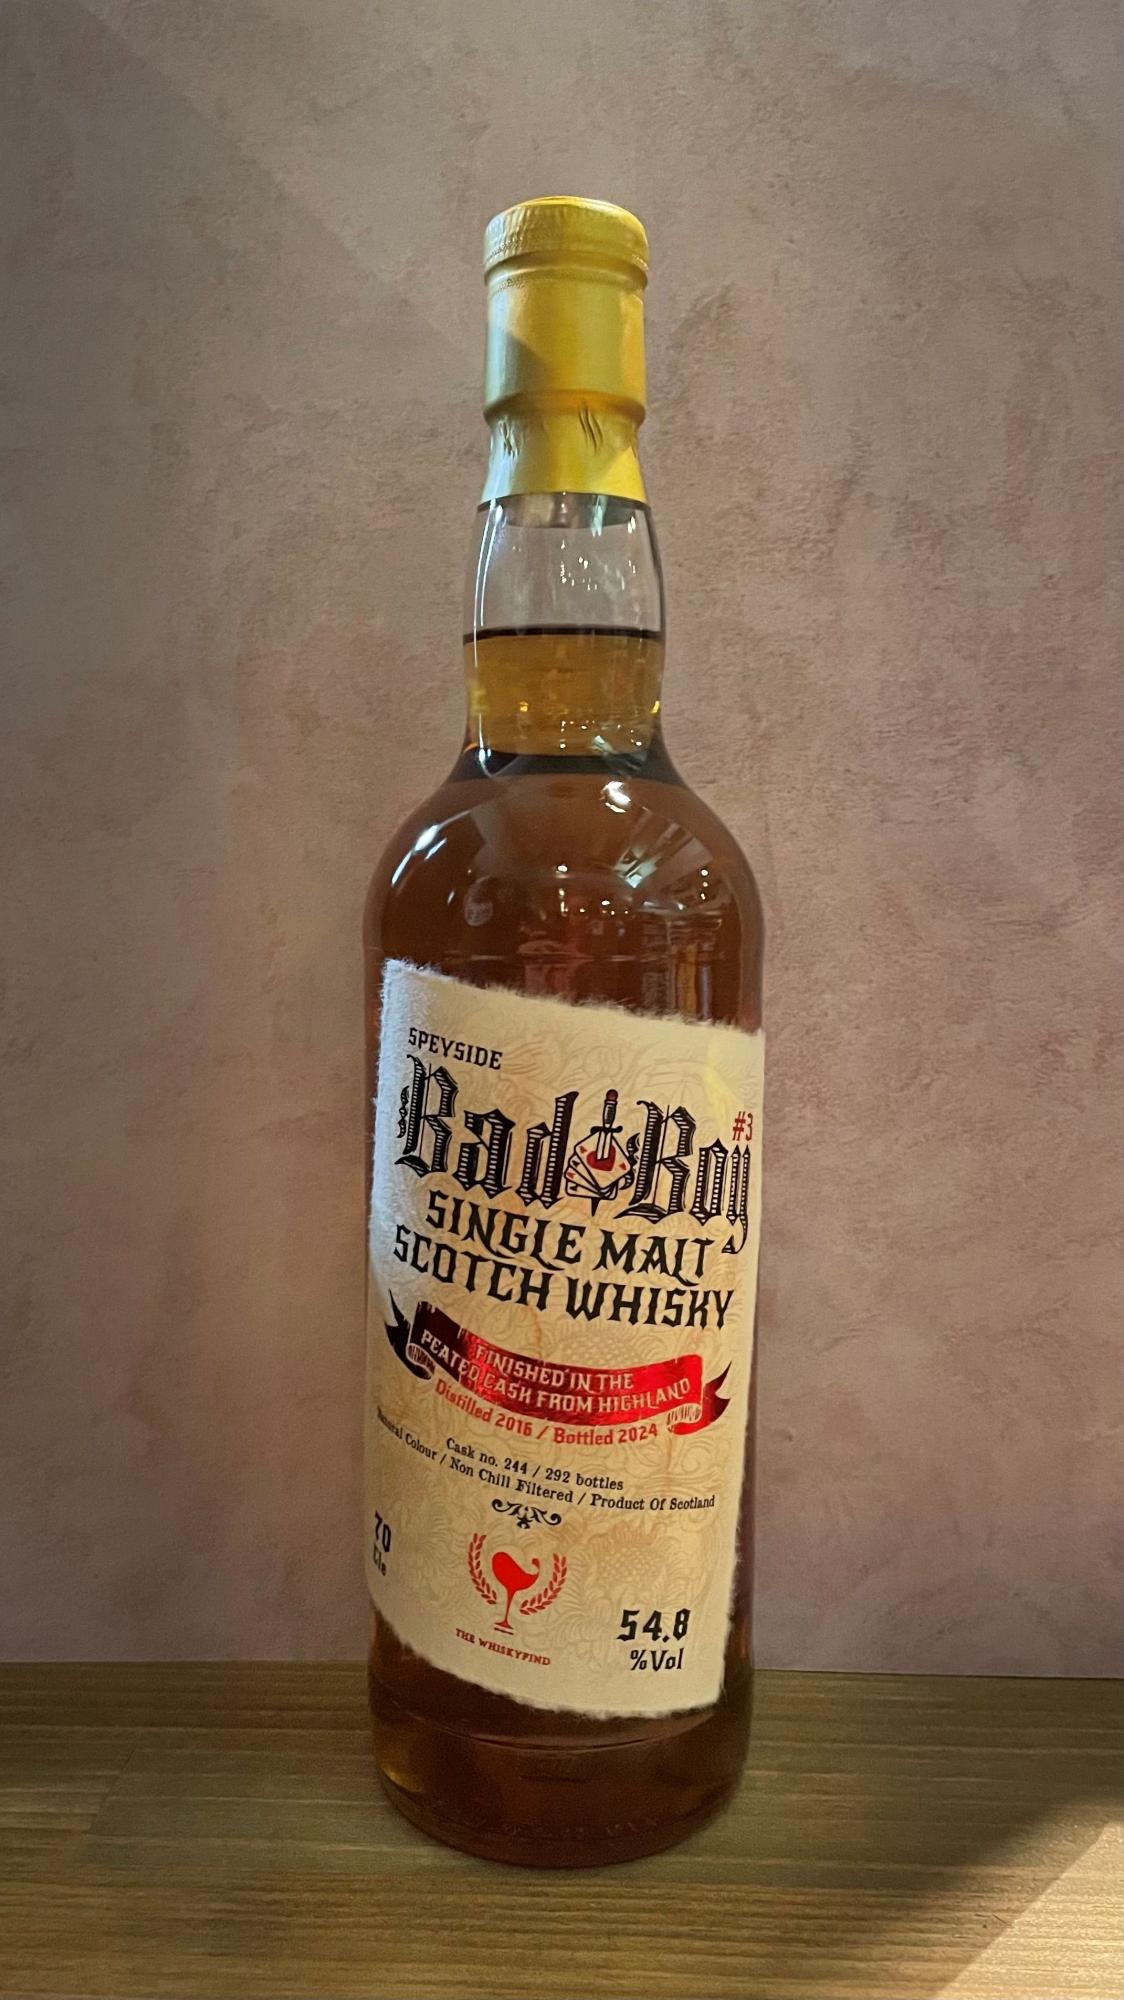 SPEYSIDE
Bad Boy
#3
SINGLE MALT
SCOTCH WHISKY
FINISHED IN THE
PEATED CASK FROM HIGHLAND
Distilled 2016 / Bottled 2024
Cask no. 244 / 292 bottles
Natural Colour / Non Chill Filtered / Product Of Scotland
70
Cle
THE WHISKYFIND
54.8
%Vol